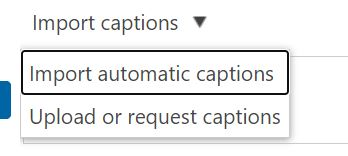 Import captions ▼
Import automatic captions
Upload or request captions